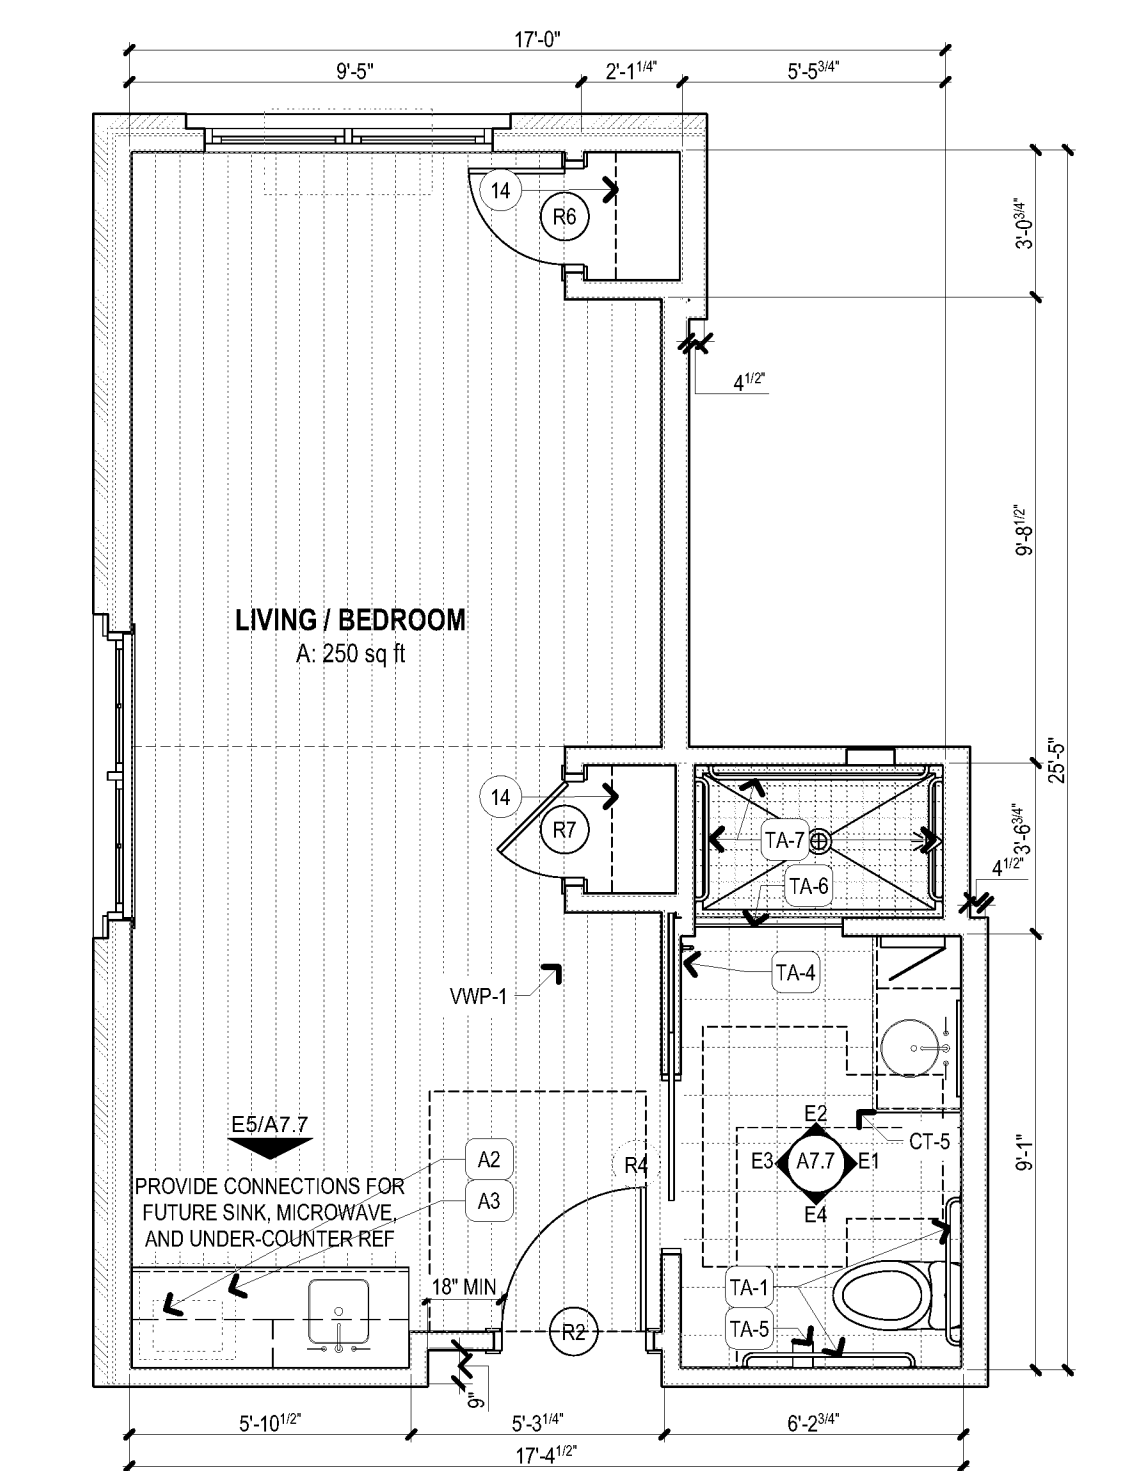 17'-0"
9'-5"
2'-1 1/4"
5'-5 3/4"
14
R6
3'-0 3/4"
4 1/2"
9'-8 1/2"
LIVING / BEDROOM
A: 250 sq ft
25'-5"
14
R7
TA-7
3'-6 3/4"
4 1/2"
TA-6
VWP-1
TA-4
E5/A7.7
E2
CT-5
A2
R4
E3
A7.7
E1
9'-1"
PROVIDE CONNECTIONS FOR
FUTURE SINK, MICROWAVE,
AND UNDER-COUNTER REF
A3
E4
18" MIN
TA-1
R2
TA-5
9"
5'-10 1/2"
5'-3 1/4"
6'-2 3/4"
17'-4 1/2"